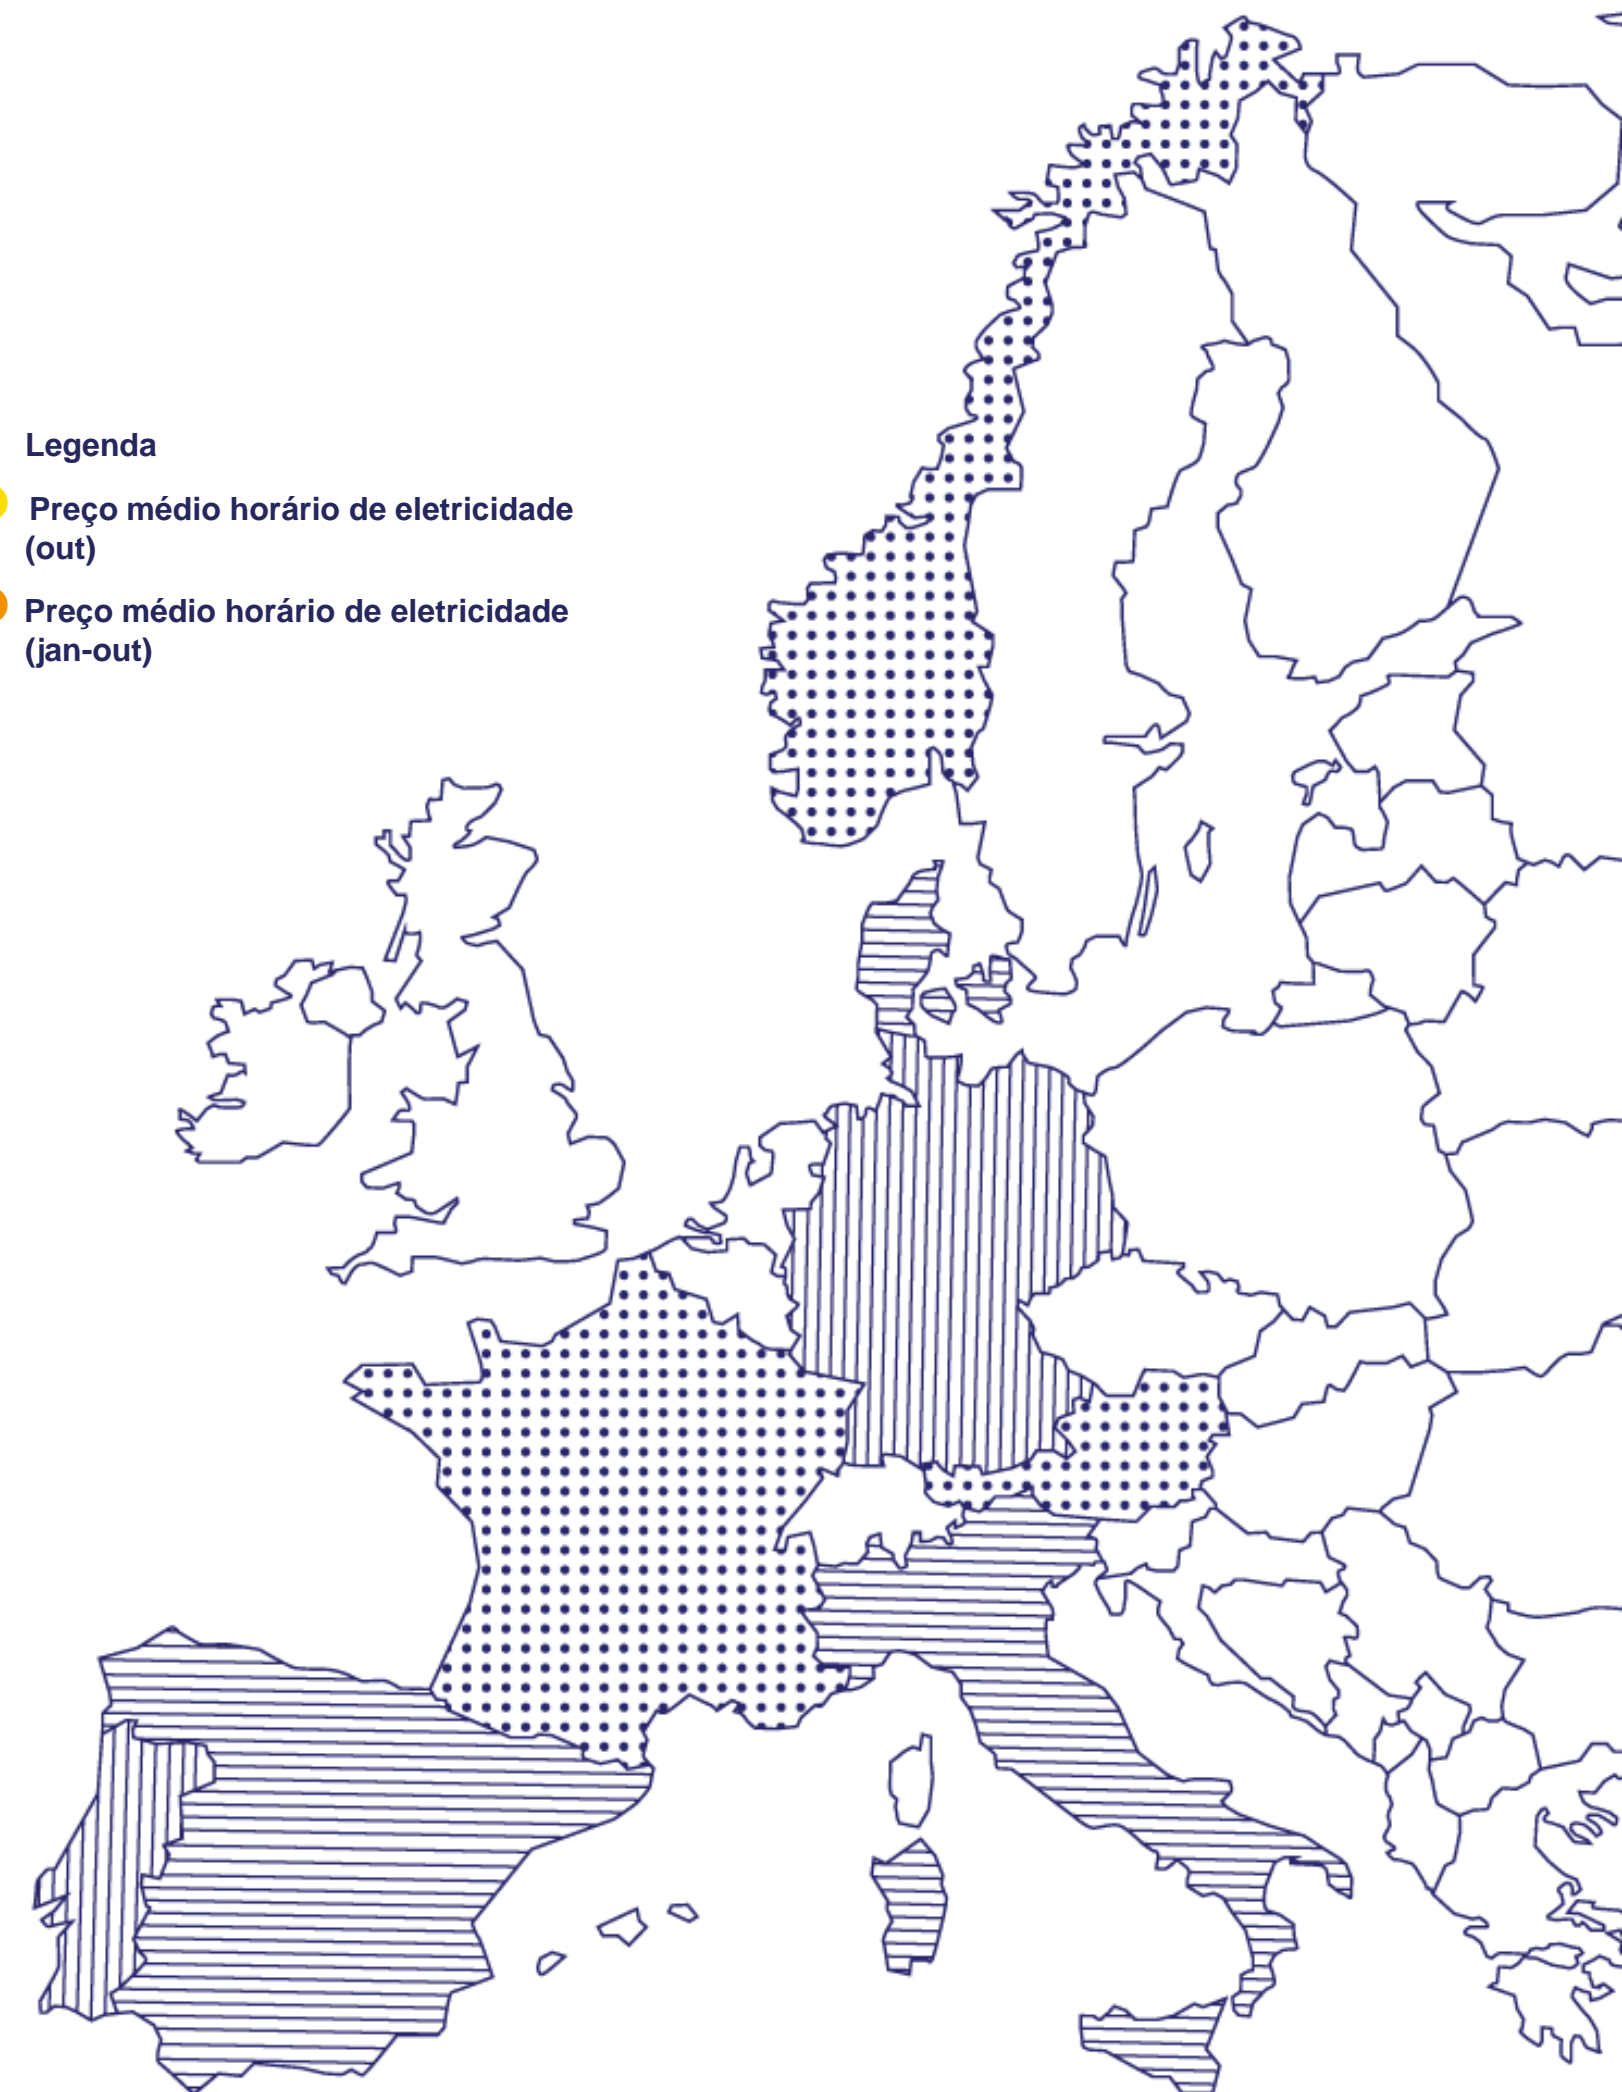 Legenda
Preço médio horário de eletricidade
(out)
Preço médio horário de eletricidade
(jan-out)